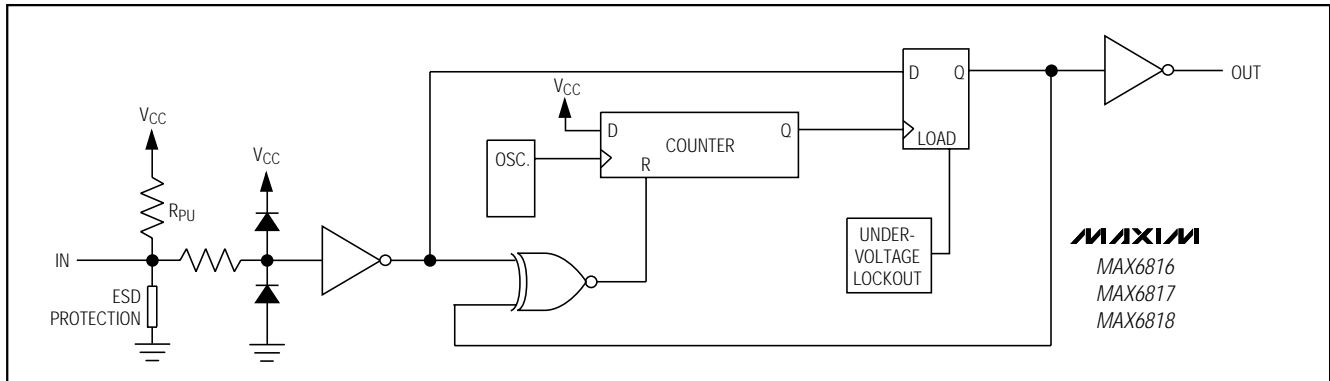 D
Q
OUT
VCC
D
Q
COUNTER
LOAD
VCC
OSC.
R
VCC
RPU
UNDER-
VOLTAGE
LOCKOUT
MAXIM
IN
MAX6816
ESD
PROTECTION
MAX6817
MAX6818